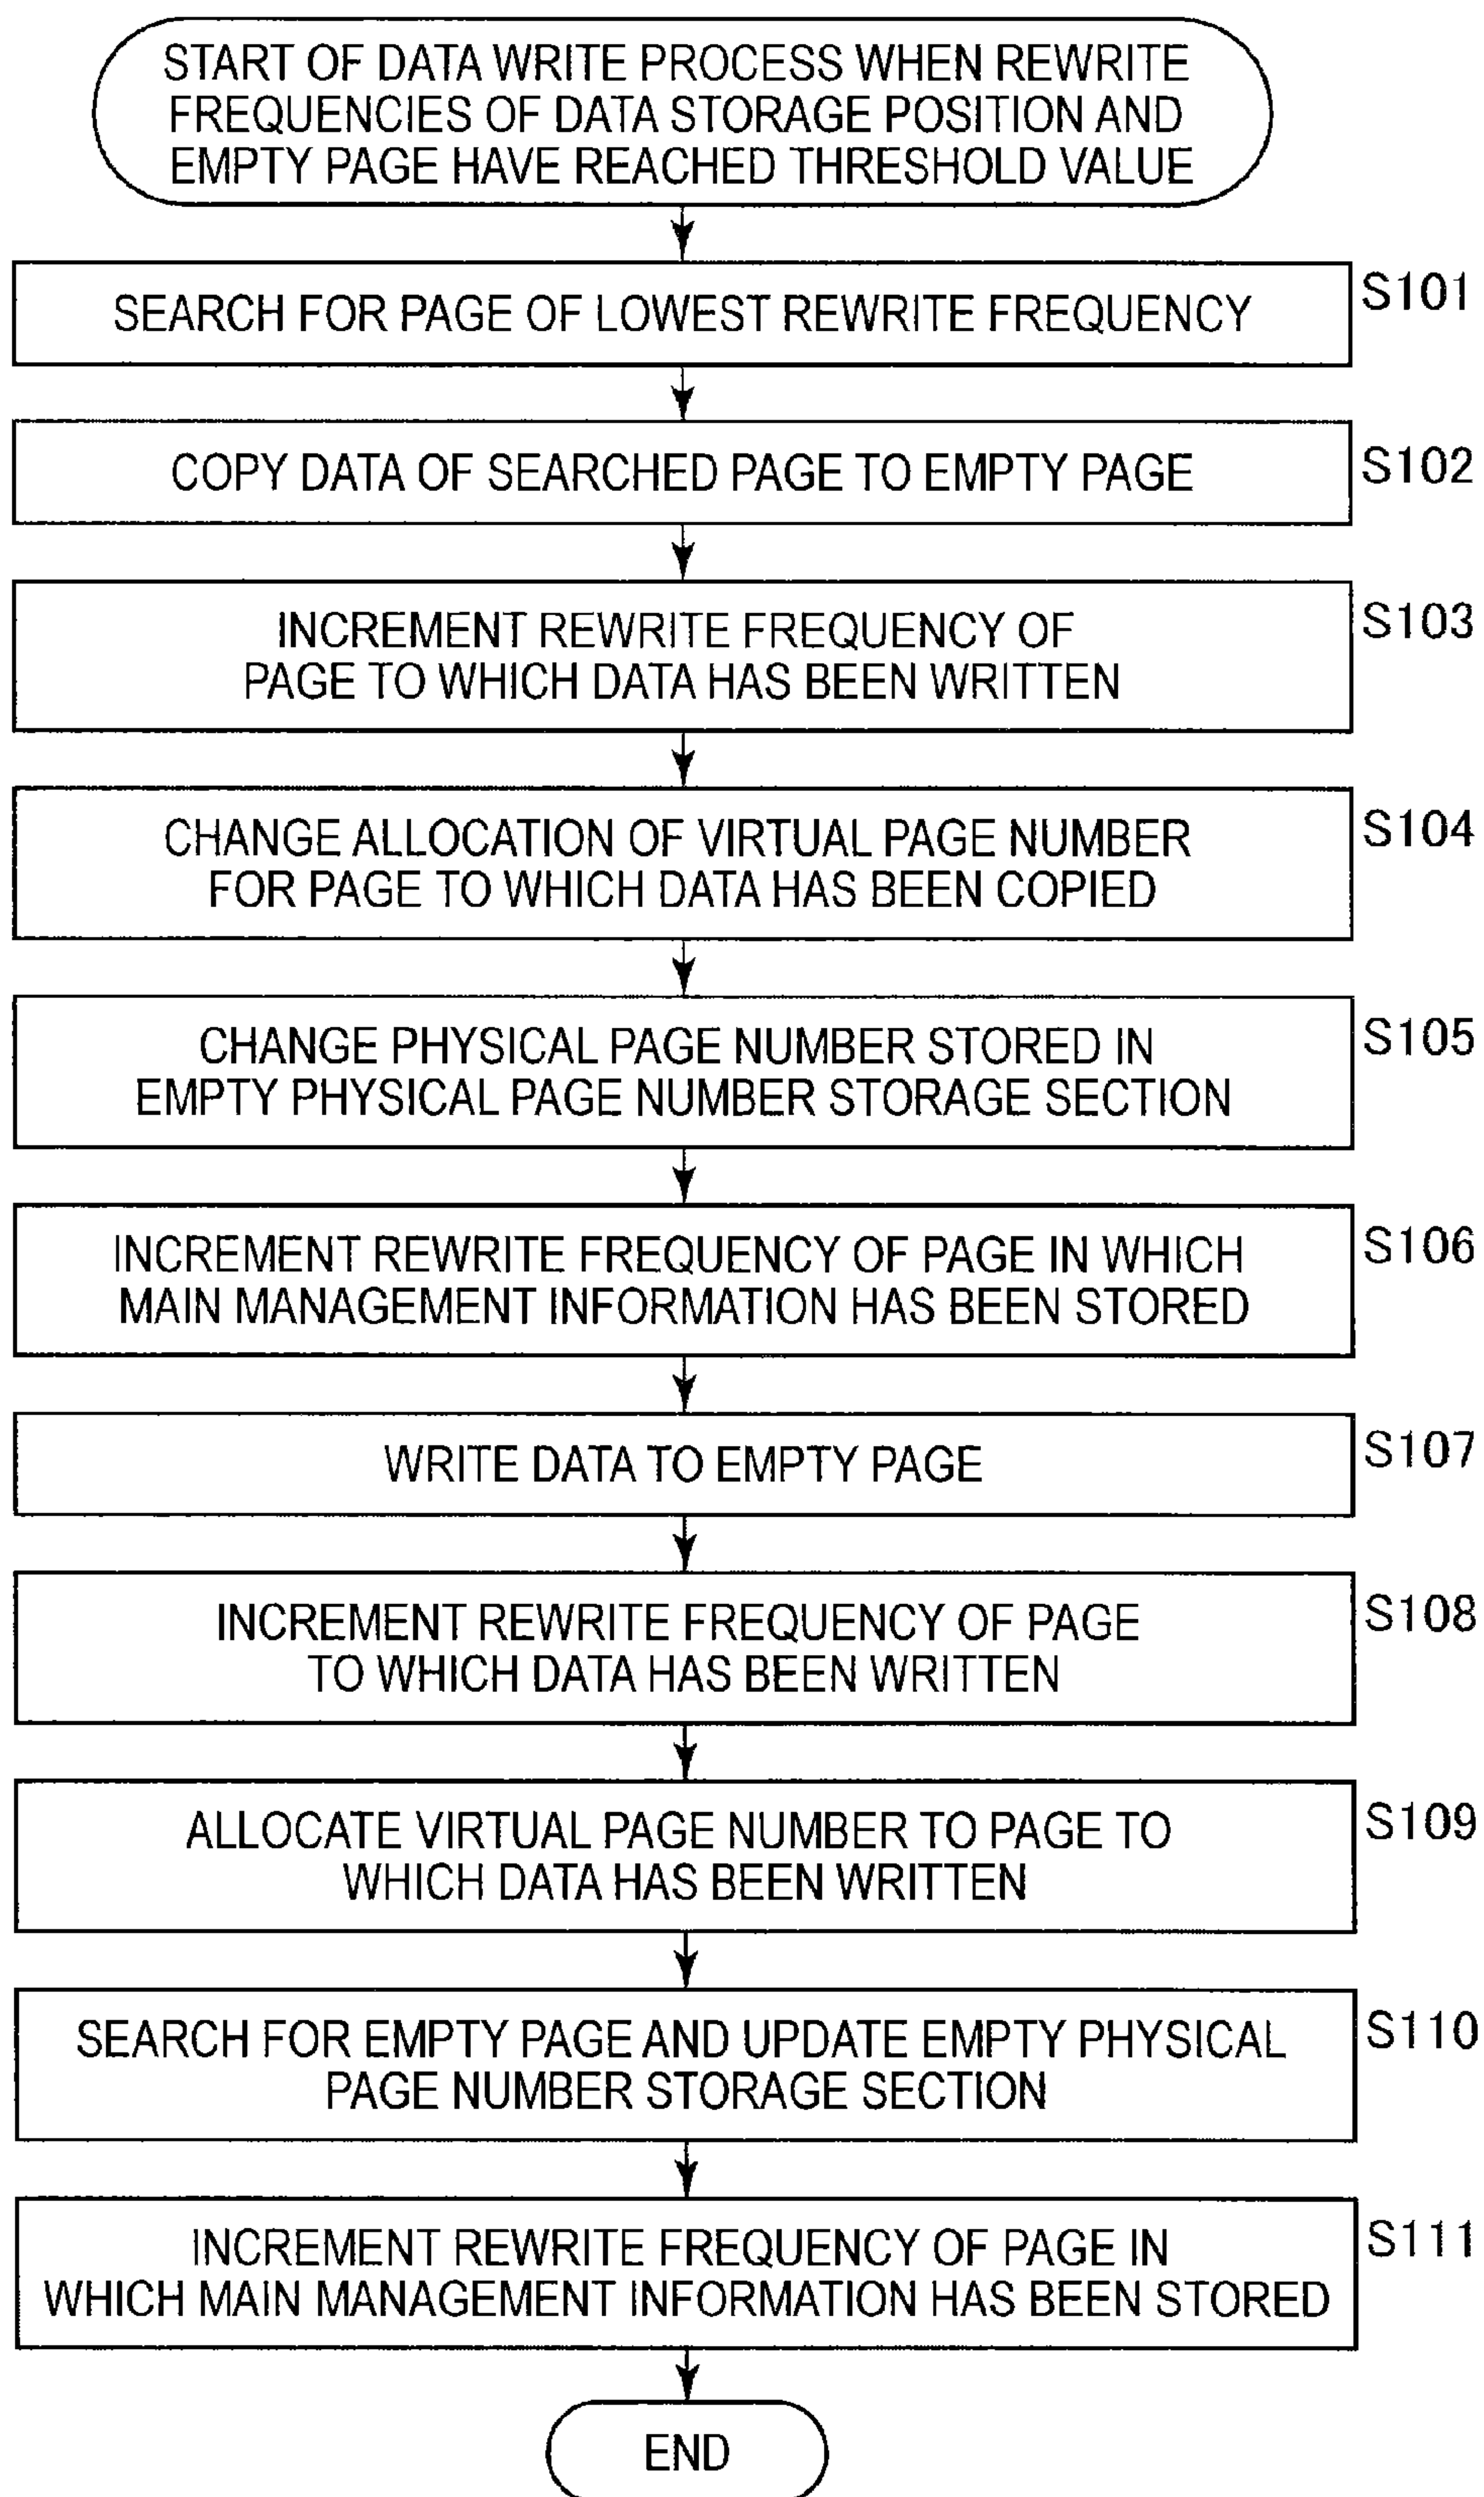 START OF DATA WRITE PROCESS WHEN REWRITE
FREQUENCIES OF DATA STORAGE POSITION AND
EMPTY PAGE HAVE REACHED THRESHOLD VALUE
SEARCH FOR PAGE OF LOWEST REWRITE FREQUENCY
S101
COPY DATA OF SEARCHED PAGE TO EMPTY PAGE
S102
INCREMENT REWRITE FREQUENCY OF
PAGE TO WHICH DATA HAS BEEN WRITTEN
S103
CHANGE ALLOCATION OF VIRTUAL PAGE NUMBER
FOR PAGE TO WHICH DATA HAS BEEN COPIED
S104
CHANGE PHYSICAL PAGE NUMBER STORED IN
EMPTY PHYSICAL PAGE NUMBER STORAGE SECTION
S105
INCREMENT REWRITE FREQUENCY OF PAGE IN WHICH
MAIN MANAGEMENT INFORMATION HAS BEEN STORED
S106
WRITE DATA TO EMPTY PAGE
S107
INCREMENT REWRITE FREQUENCY OF PAGE
TO WHICH DATA HAS BEEN WRITTEN
S108
ALLOCATE VIRTUAL PAGE NUMBER TO PAGE TO
WHICH DATA HAS BEEN WRITTEN
S109
SEARCH FOR EMPTY PAGE AND UPDATE EMPTY PHYSICAL
PAGE NUMBER STORAGE SECTION
S110
INCREMENT REWRITE FREQUENCY OF PAGE IN
WHICH MAIN MANAGEMENT INFORMATION HAS BEEN STORED
S111
END